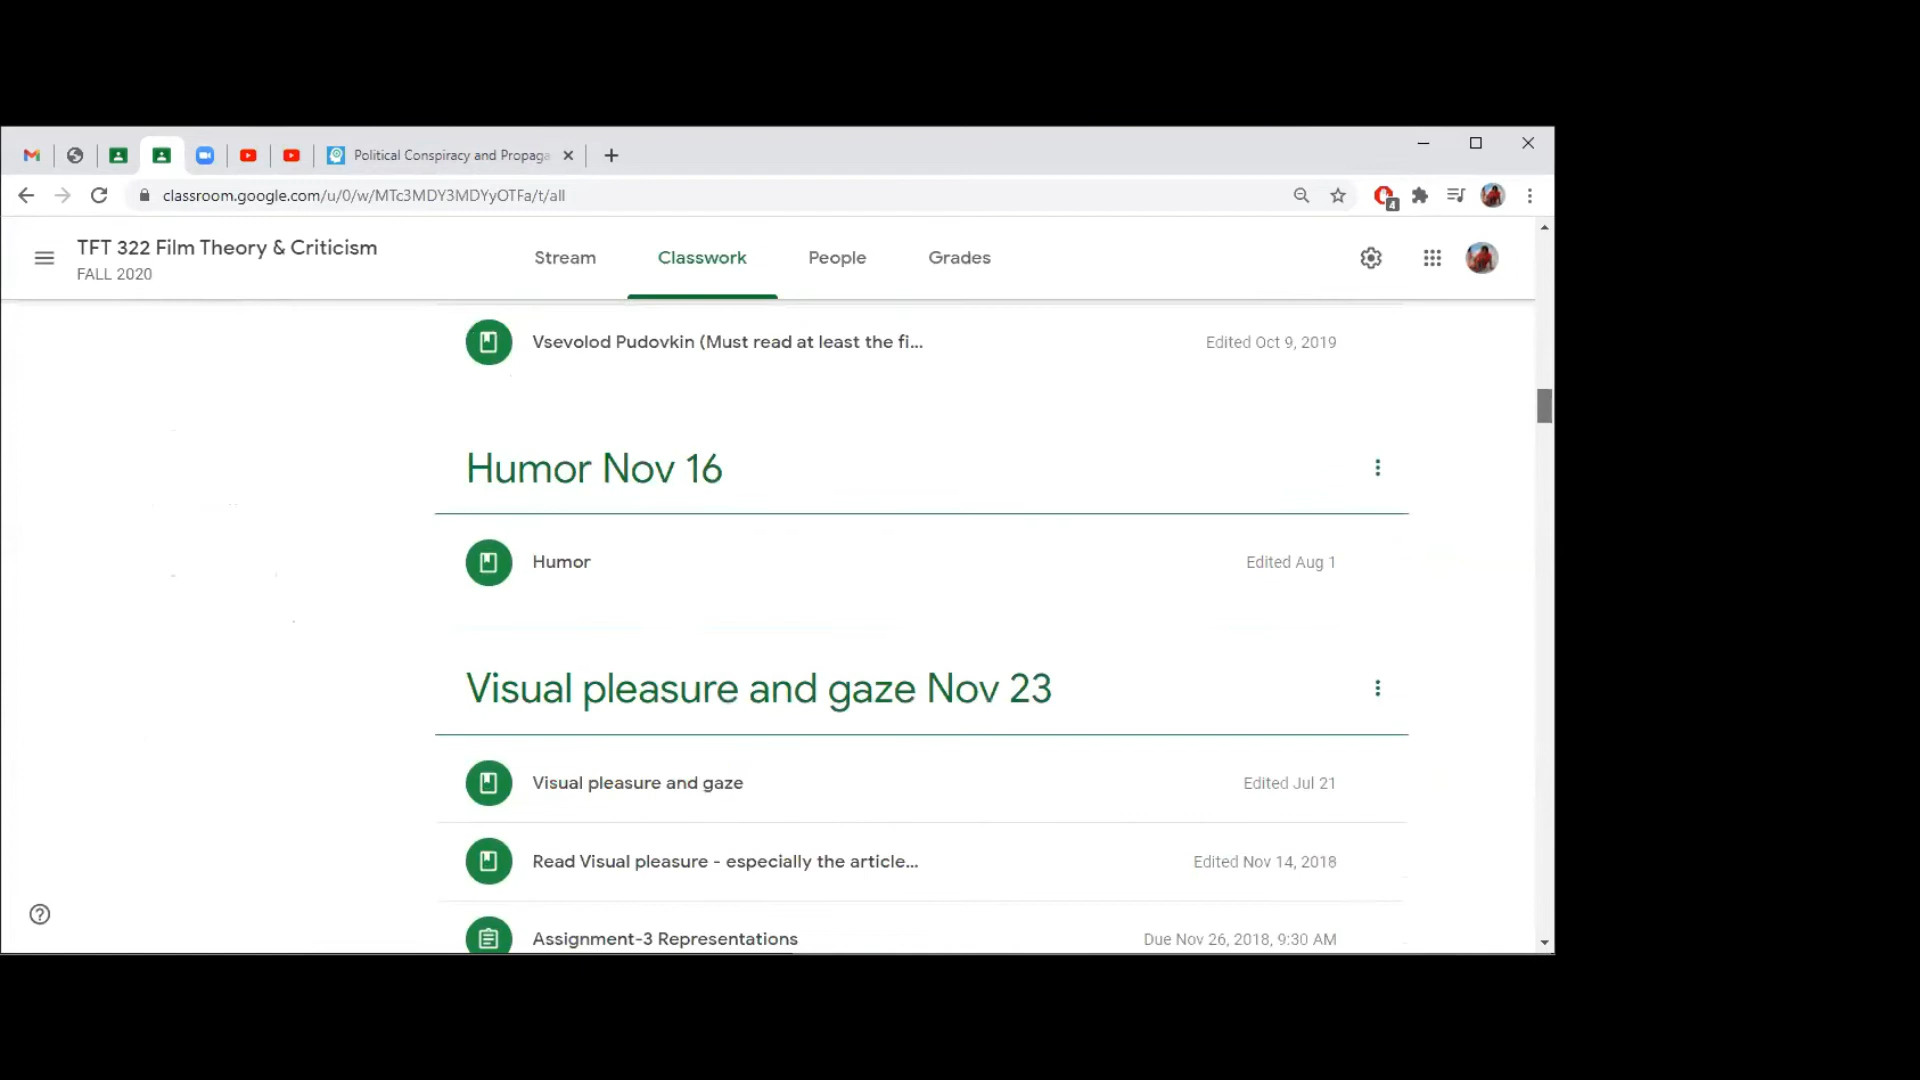 Political Conspiracy and Propaga
classroom.google.com/u/0/w/MTc3MDY3MDYyOTFa/t/all
4
TFT 322 Film Theory & Criticism
FALL 2020
Stream
Classwork
People
Grades
Vsevolod Pudovkin (Must read at least the fi...
Edited Oct 9, 2019
Humor Nov 16
Humor
Edited Aug 1
Visual pleasure and gaze Nov 23
Visual pleasure and gaze
Edited Jul 21
Read Visual pleasure - especially the article...
Edited Nov 14, 2018
Assignment-3 Representations
Due Nov 26, 2018, 9:30 AM